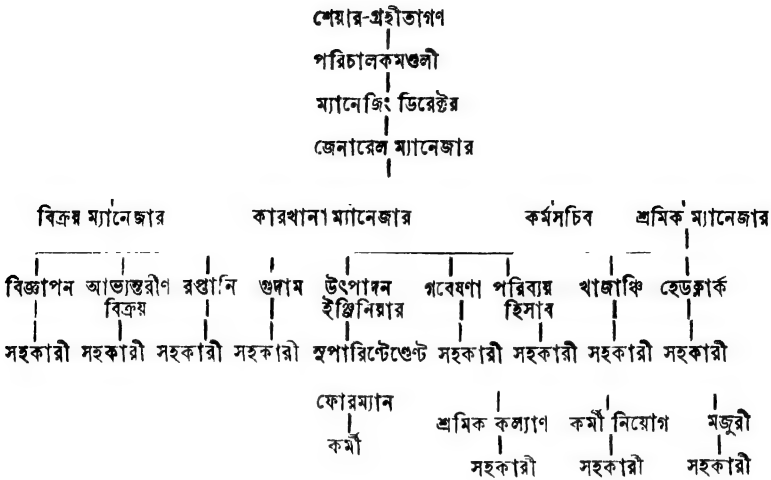 শেয়ার-গ্রহীতাগণ
পরিচালকমণ্ডলী
ম্যানেজিং ডিরেক্টর
জেনারেল ম্যানেজার
বিক্রয় ম্যানেজার কারখানা ম্যানেজার কর্মসচিব শ্রমিক ম্যানেজার
বিজ্ঞাপন আভ্যন্তরীণ রপ্তানি গুদাম উৎপাদন গবেষণা পরিব্যয় খাজাঞ্চি হেডক্লার্ক
বিক্রয় ইঞ্জিনিয়ার হিসাব
সহকারী সহকারী সহকারী সহকারী সুপারিণ্টেণ্ডেণ্ট সহকারী সহকারী সহকারী সহকারী
ফোরম্যান
শ্রমিক কল্যাণ কর্মী নিয়োগ মজুরী
কর্মী
সহকারী সহকারী সহকারী